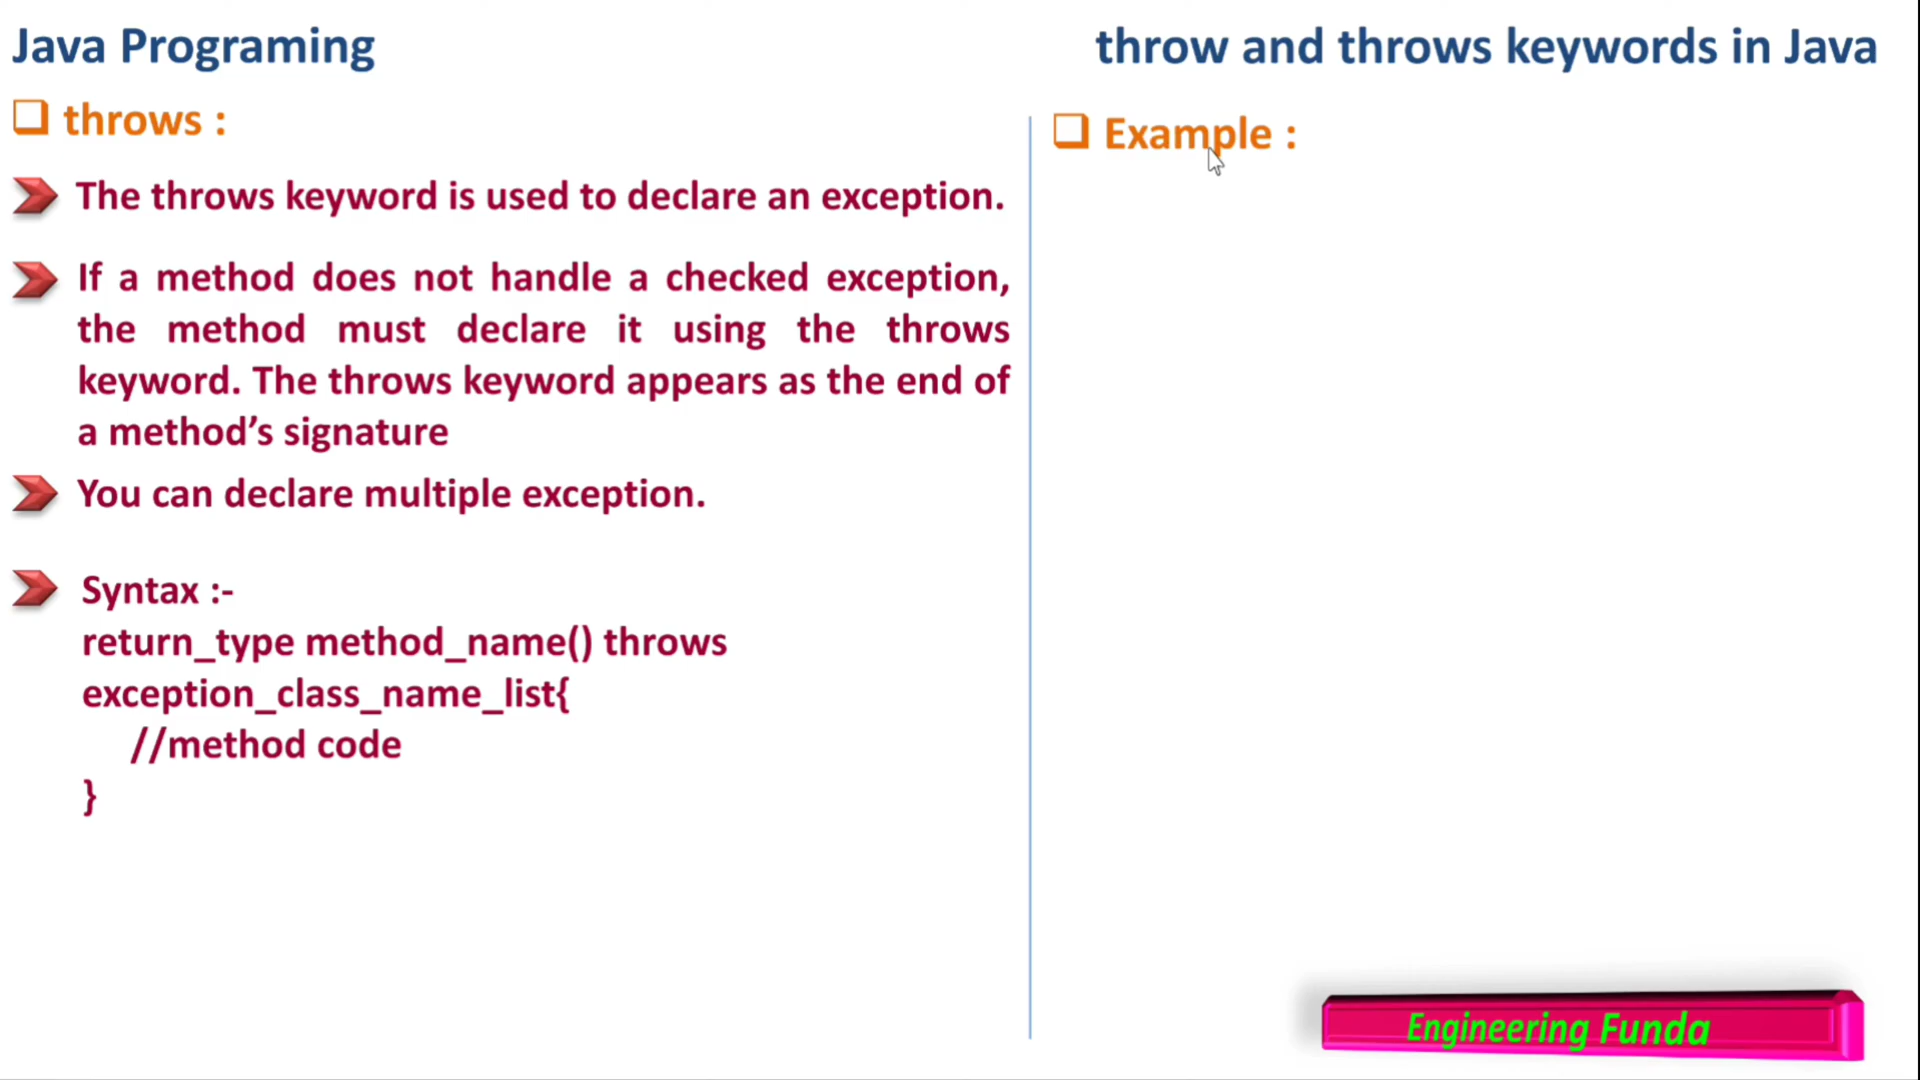 Java Programing
throw and throws keywords in Java
throws :
The throws keyword is used to declare an exception.
If a method does not handle a checked exception,
the method must declare it using the throws
keyword. The throws keyword appears as the end of
a method’s signature
You can declare multiple exception.
Syntax :-
return_type method_name() throws
exception_class_name_list{
//method code
}
Example :
Engineering Funda